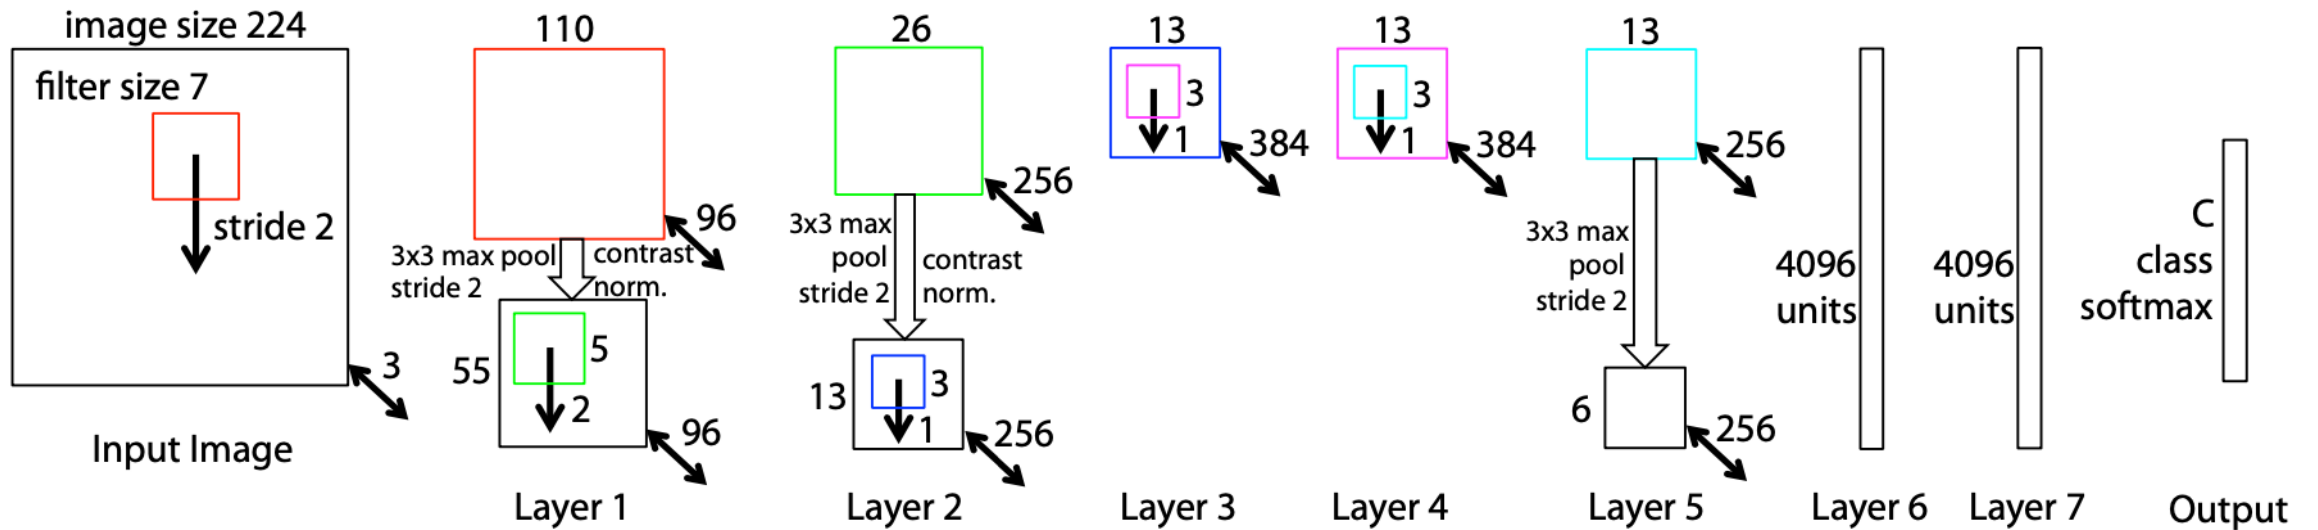 image size 224
filter size 7
stride 2
3
Input Image
110
96
3x3 max pool
stride 2
contrast
norm.
55
5
2
96
Layer 1
26
256
3x3 max
pool
stride 2
contrast
norm.
13
3
1
256
Layer 2
13
3
1
384
Layer 3
13
3
1
384
Layer 4
13
256
3x3 max
pool
stride 2
6
256
Layer 5
4096
units
Layer 6
4096
units
Layer 7
C
class
softmax
Output